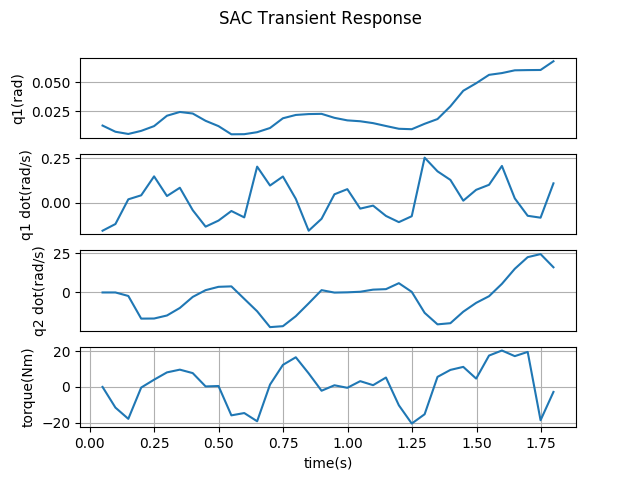 SAC Transient Response
q1(rad)
0.050
0.025
q1 dot(rad/s)
0.25
0.00
q2 dot(rad/s)
25
0
torque(Nm)
20
0
−20
0.00 0.25 0.50 0.75 1.00 1.25 1.50 1.75
time(s)